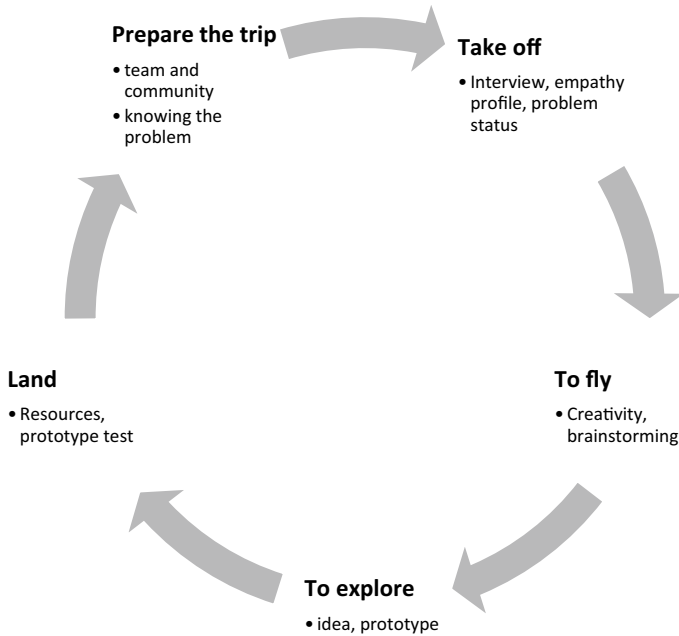 Prepare the trip
• team and
community
• knowing the
problem
Take off
• Interview, empathy
profile, problem
status
To fly
• Creativity,
brainstorming
To explore
• idea, prototype
Land
• Resources,
prototype test